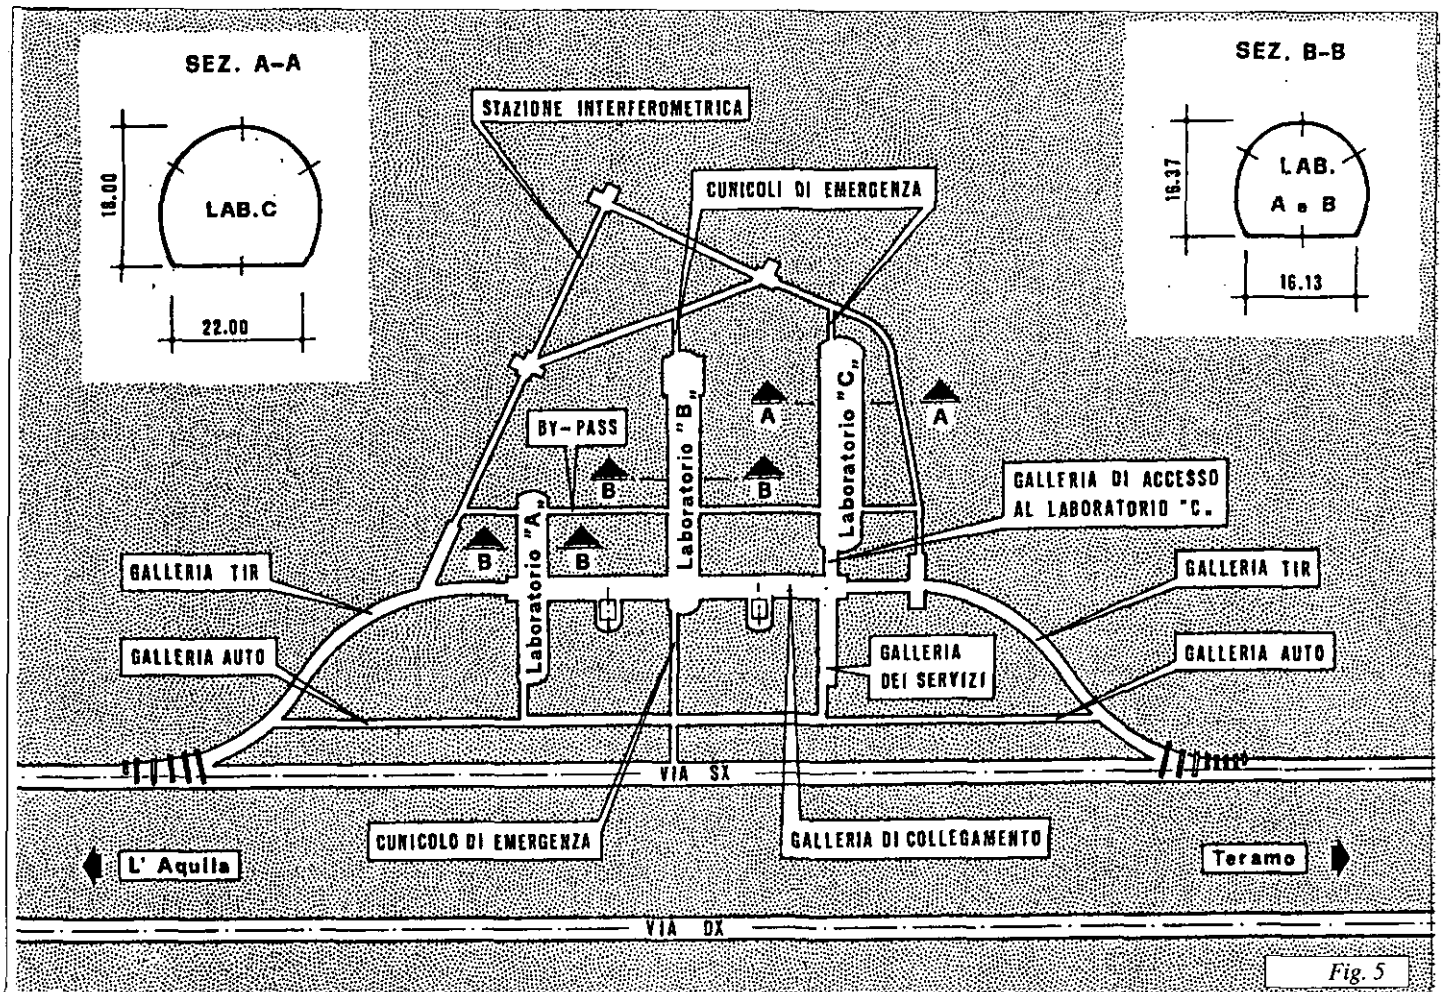 SEZ. A-A
18.00
LAB.C
22.00
STAZIONE INTERFEROMETRICA
CUNICOLI DI EMERGENZA
SEZ. B-B
16.37
LAB.
A e B
16.13
BY-PASS
Laboratorio "A„
Laboratorio "B„
Laboratorio "C„
A
A
B
B
B
B
GALLERIA DI ACCESSO
AL LABORATORIO "C„
GALLERIA TIR
GALLERIA TIR
GALLERIA AUTO
GALLERIA AUTO
GALLERIA
DEI SERVIZI
VIA SX
CUNICOLO DI EMERGENZA
GALLERIA DI COLLEGAMENTO
L' Aquila
Teramo
VIA DX
Fig. 5